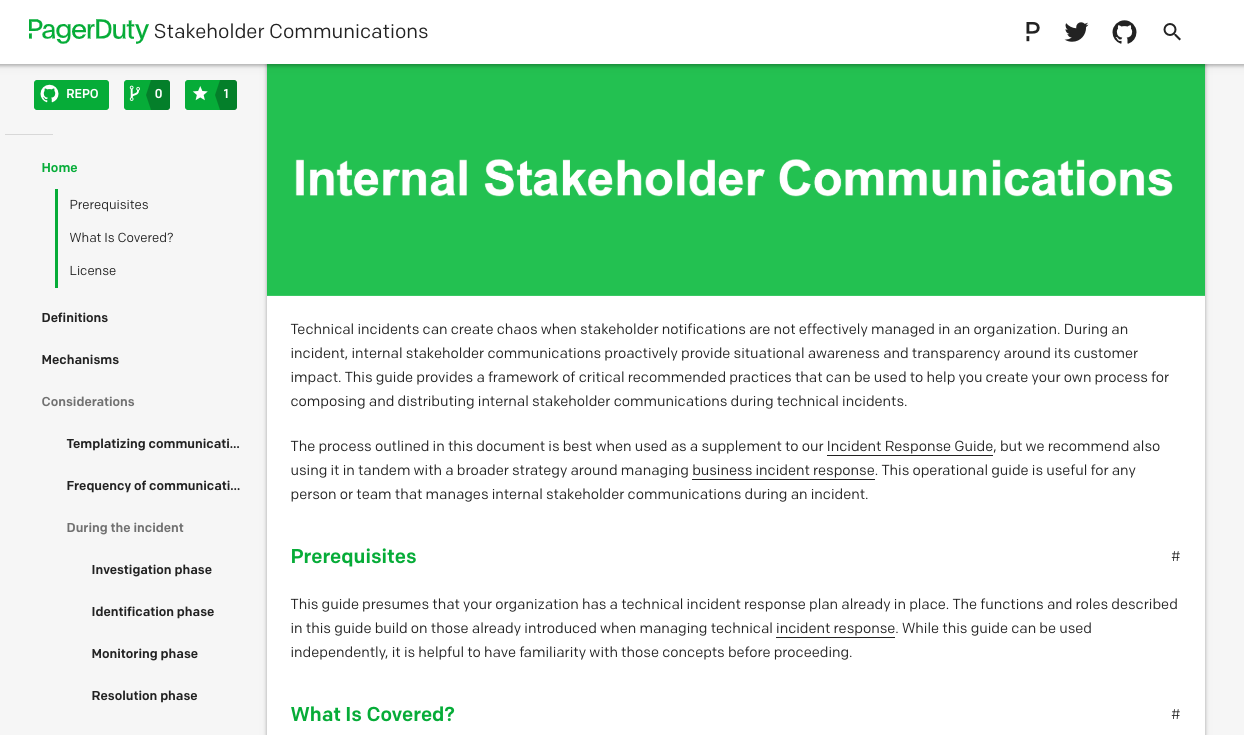 PagerDuty Stakeholder Communications
REPO 0 1
Home
Prerequisites
What Is Covered?
License
Definitions
Mechanisms
Considerations
Templatizing communicati...
Frequency of communicati...
During the incident
Investigation phase
Identification phase
Monitoring phase
Resolution phase
Internal Stakeholder Communications
Technical incidents can create chaos when stakeholder notifications are not effectively managed in an organization. During an
incident, internal stakeholder communications proactively provide situational awareness and transparency around its customer
impact. This guide provides a framework of critical recommended practices that can be used to help you create your own process for
composing and distributing internal stakeholder communications during technical incidents.
The process outlined in this document is best when used as a supplement to our Incident Response Guide, but we recommend also
using it in tandem with a broader strategy around managing business incident response. This operational guide is useful for any
person or team that manages internal stakeholder communications during an incident.
Prerequisites #
This guide presumes that your organization has a technical incident response plan already in place. The functions and roles described
in this guide build on those already introduced when managing technical incident response. While this guide can be used
independently, it is helpful to have familiarity with those concepts before proceeding.
What Is Covered? #